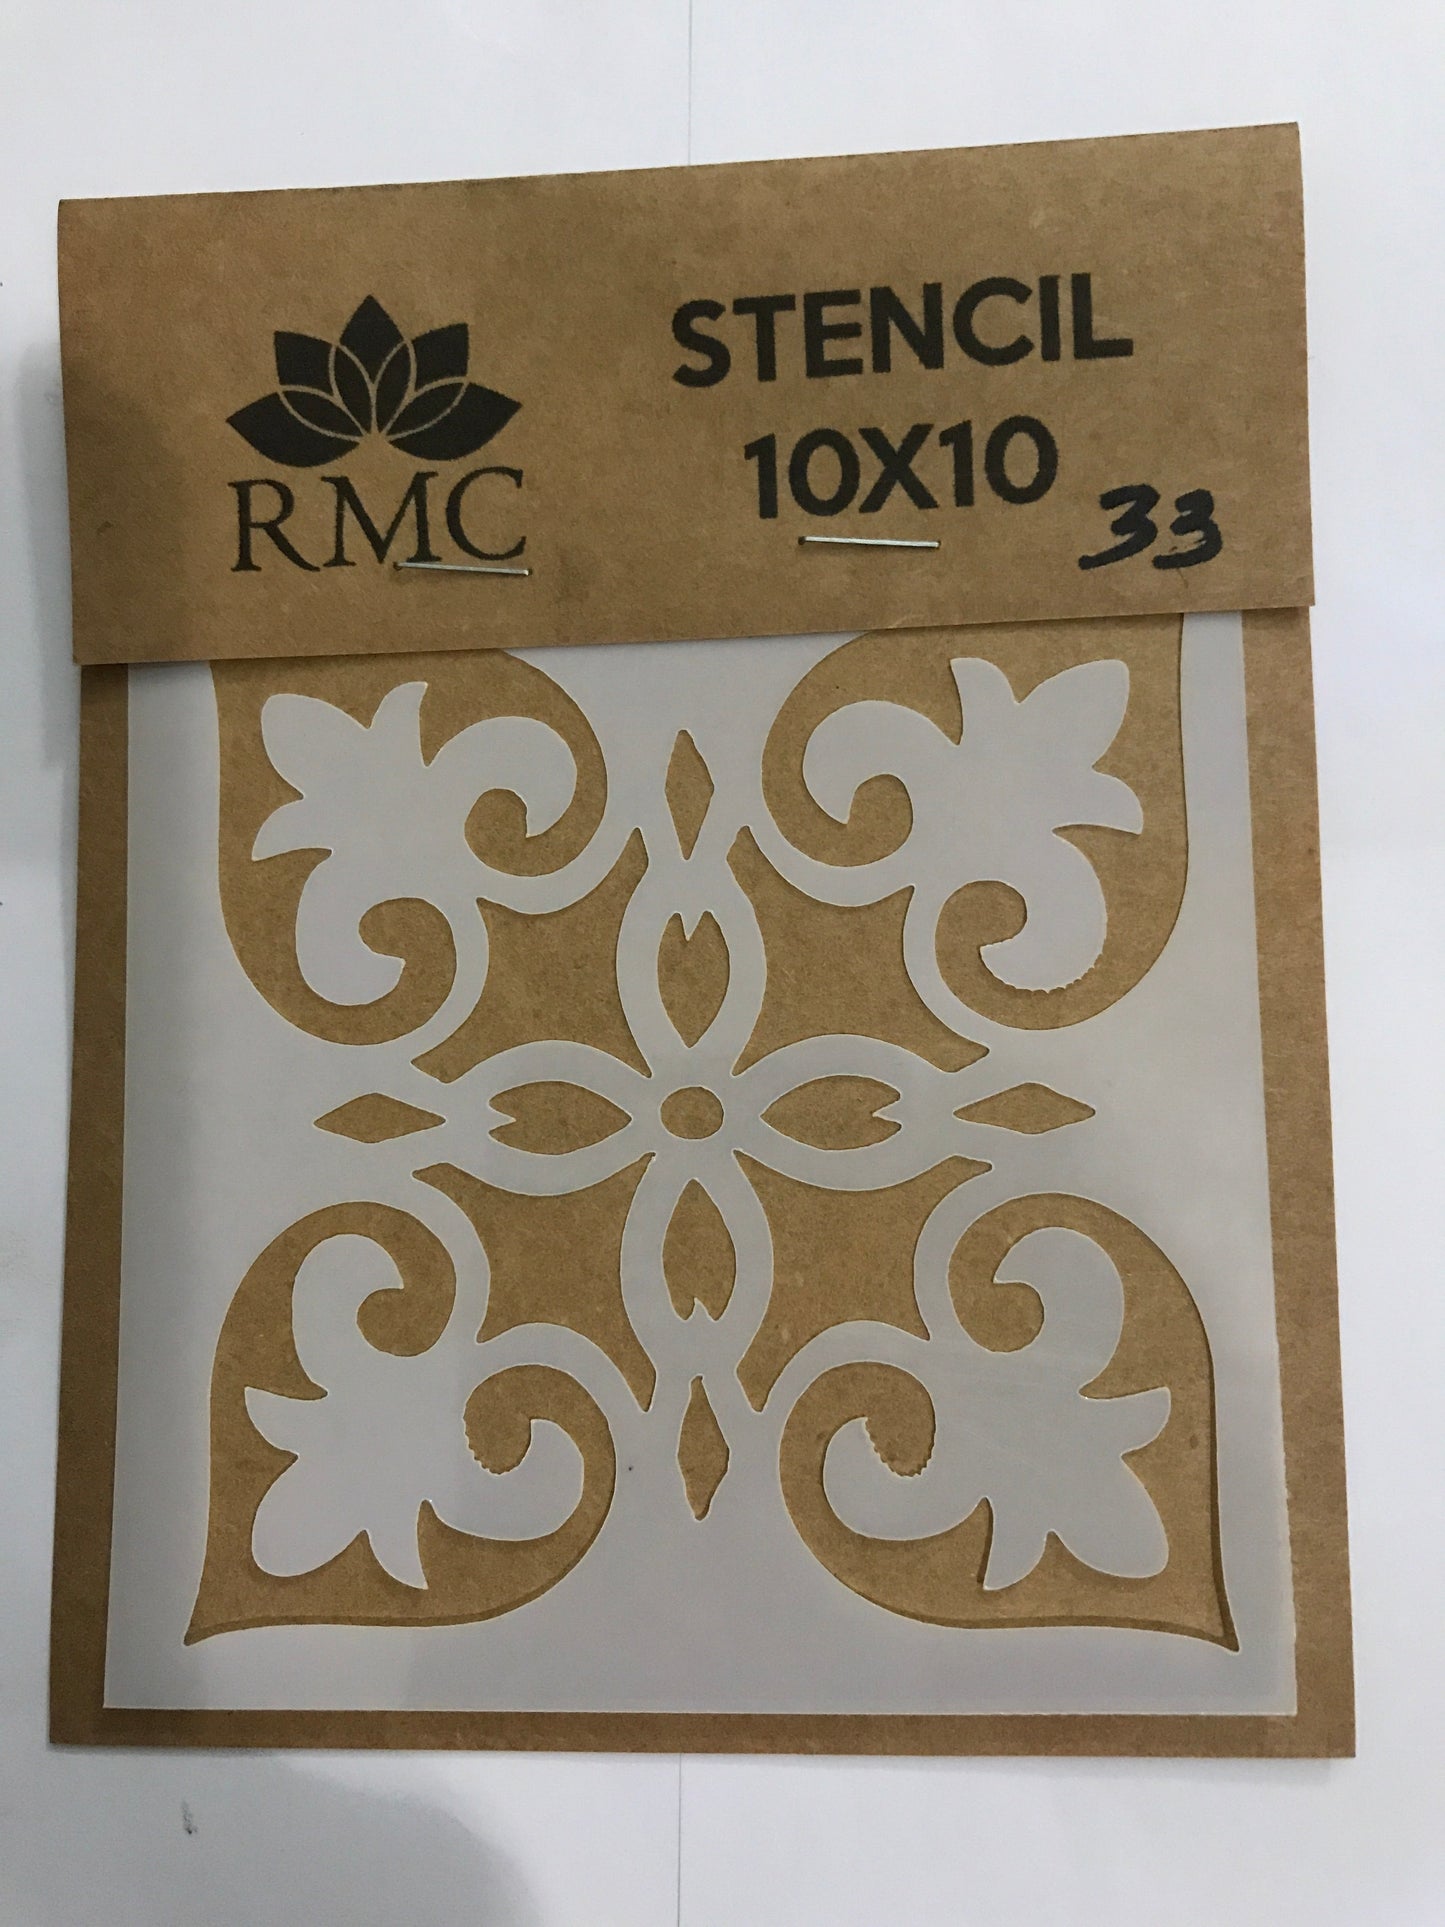 RMC
STENCIL
10X10
33